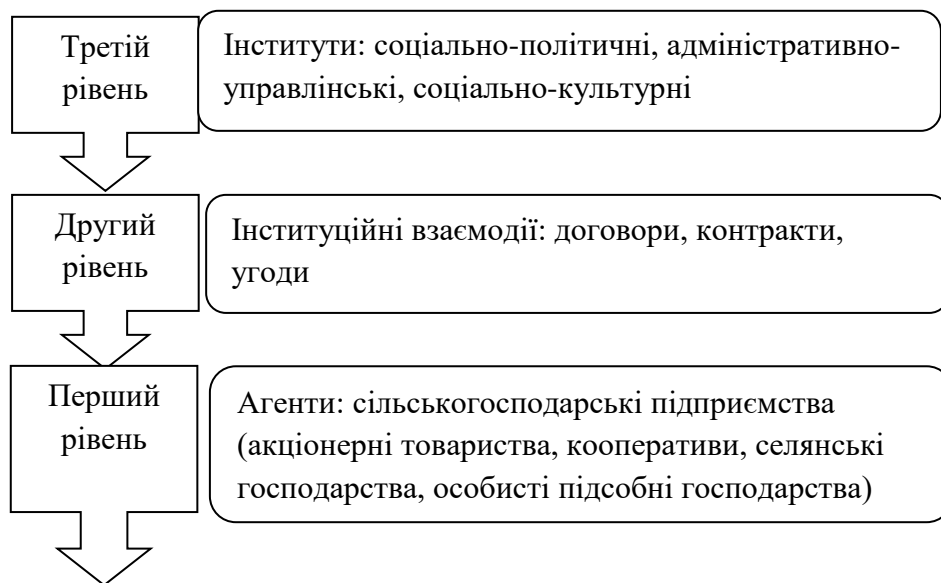 Третій
рівень
Інститути: соціально-політичні, адміністративно-
управлінські, соціально-культурні
Другий
рівень
Інституційні взаємодії: договори, контракти,
угоди
Перший
рівень
Агенти: сільськогосподарські підприємства
(акціонерні товариства, кооперативи, селянські
господарства, особисті підсобні господарства)